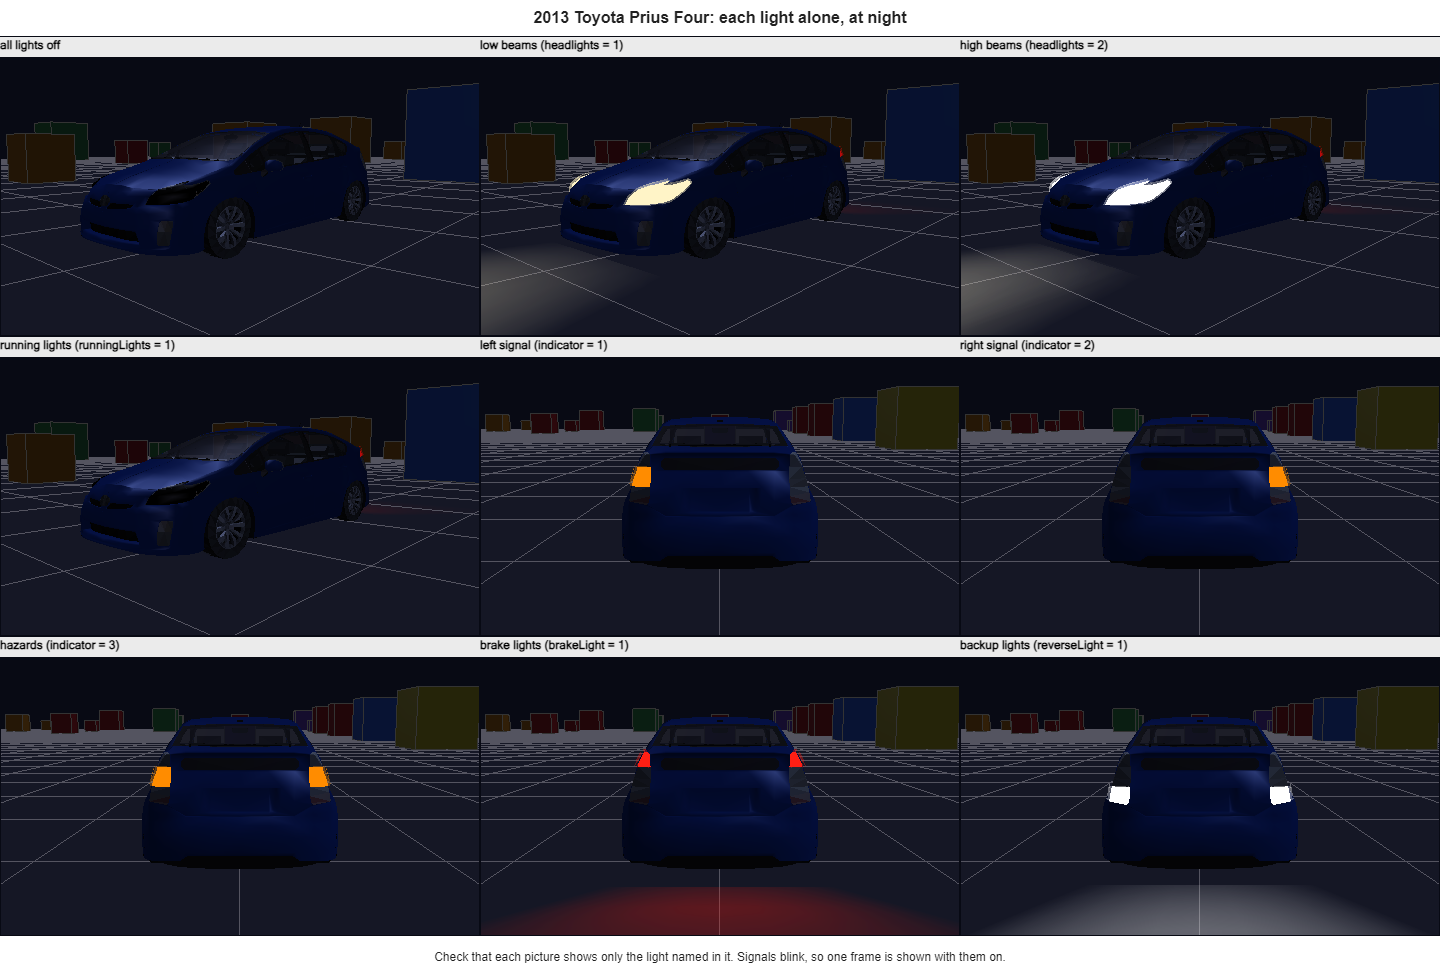 2013 Toyota Prius Four: each light alone, at night
all lights off
low beams (headlights = 1)
high beams (headlights = 2)
running lights (runningLights = 1)
left signal (indicator = 1)
right signal (indicator = 2)
hazards (indicator = 3)
brake lights (brakeLight = 1)
backup lights (reverseLight = 1)
Check that each picture shows only the light named in it. Signals blink, so one frame is shown with them on.